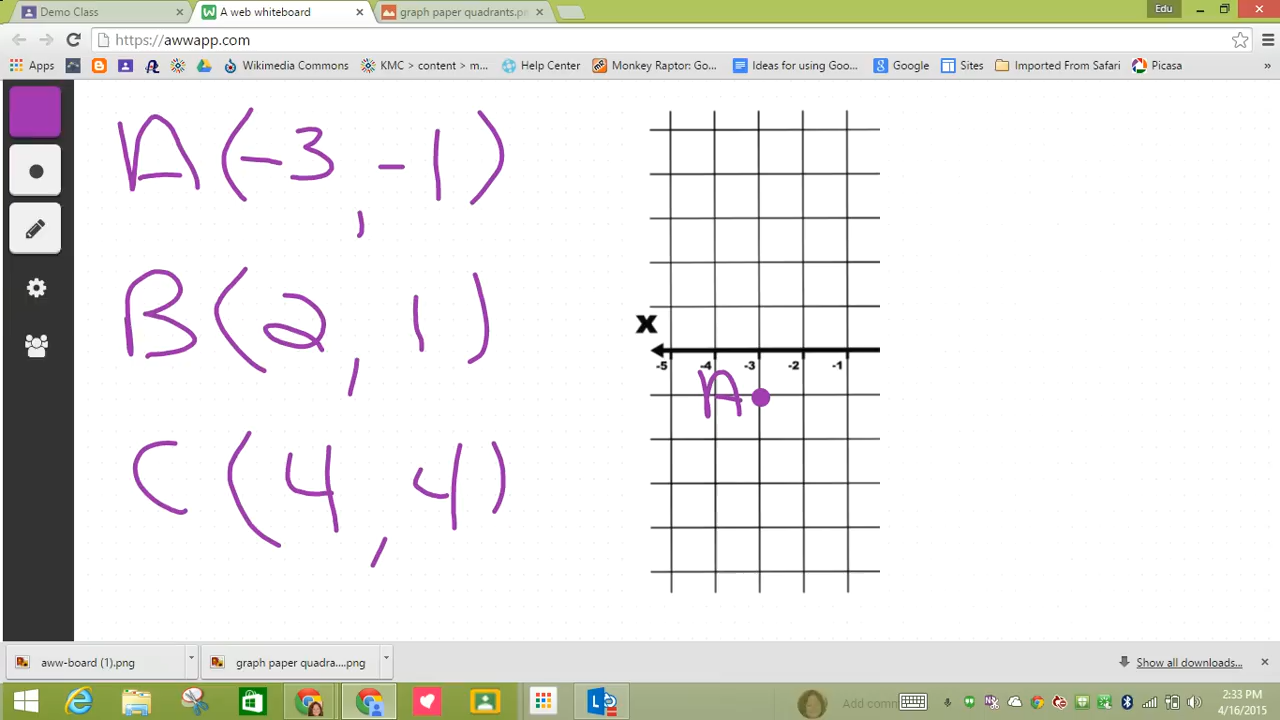 Demo Class
A web whiteboard
graph paper quadrants.pn
Edu
https://awwapp.com
Apps
Wikimedia Commons
KMC > content > m...
Help Center
Monkey Raptor: Go...
Ideas for using Goo...
Google
Sites
Imported From Safari
Picasa
»
A(-3, -1)
B(2, 1)
C(4, 4)
X
-5 -4 -3 -2 -1
A
aww-board (1).png
graph paper quadra....png
Show all downloads...
Add comm
2:33 PM
4/16/2015